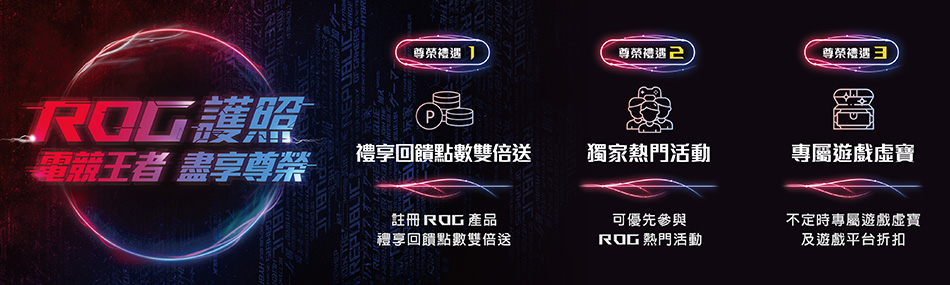 ROG 護照
電競王者 盡享尊榮
尊榮禮遇 1
P
禮享回饋點數雙倍送
註冊 ROG 產品
禮享回饋點數雙倍送
尊榮禮遇 2
獨家熱門活動
可優先參與
ROG 熱門活動
尊榮禮遇 3
專屬遊戲虛寶
不定時專屬遊戲虛寶
及遊戲平台折扣